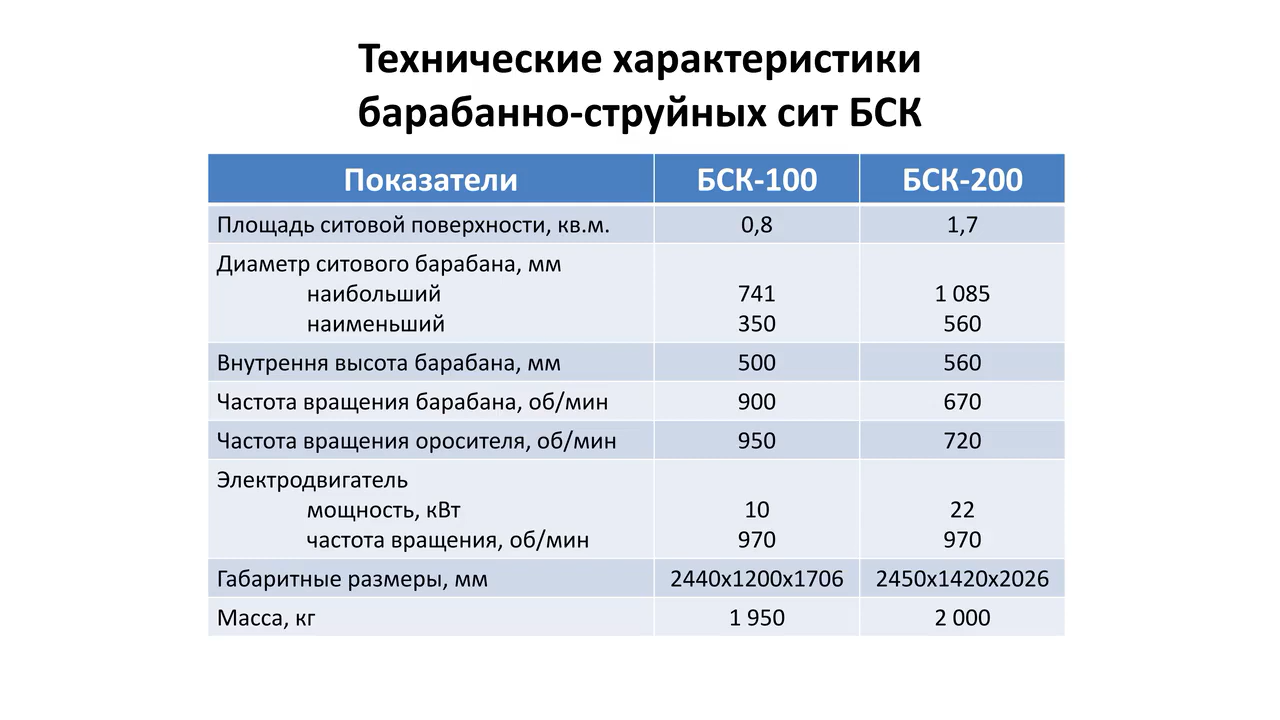 Технические характеристики
барабанно-струйных сит БСК
Показатели БСК-100 БСК-200
Площадь ситовой поверхности, кв.м. 0,8 1,7
Диаметр ситового барабана, мм
наибольший 741 1 085
наименьший 350 560
Внутрення высота барабана, мм 500 560
Частота вращения барабана, об/мин 900 670
Частота вращения оросителя, об/мин 950 720
Электродвигатель
мощность, кВт 10 22
частота вращения, об/мин 970 970
Габаритные размеры, мм 2440х1200х1706 2450х1420х2026
Масса, кг 1 950 2 000